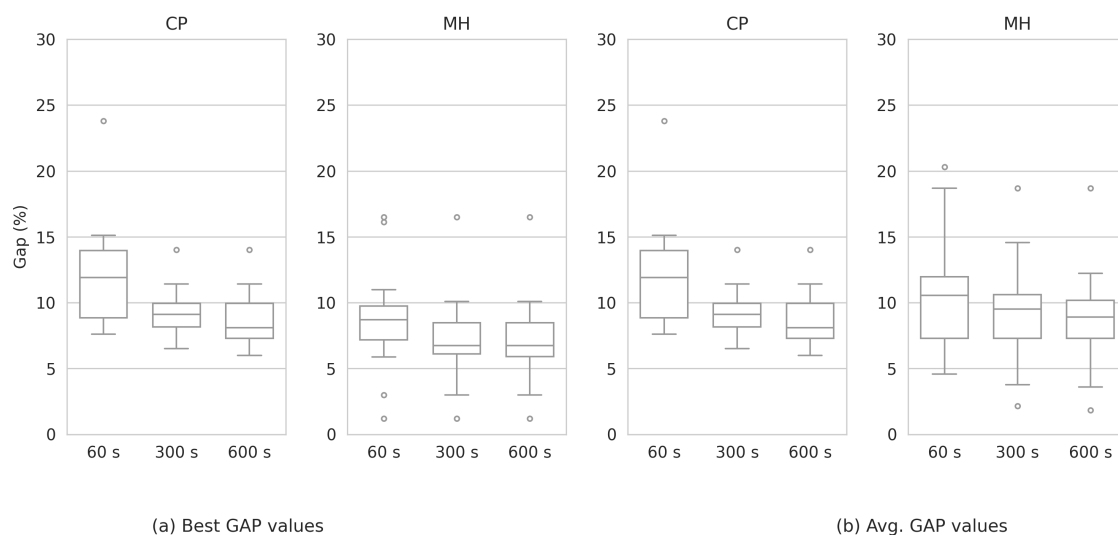 CP MH CP MH
30 30 30 30
25 25 25 25
20 20 20 20
15 15 15 15
Gap (%)
10 10 10 10
5 5 5 5
0 0 0 0
60 s 300 s 600 s 60 s 300 s 600 s 60 s 300 s 600 s 60 s 300 s 600 s
(a) Best GAP values (b) Avg. GAP values